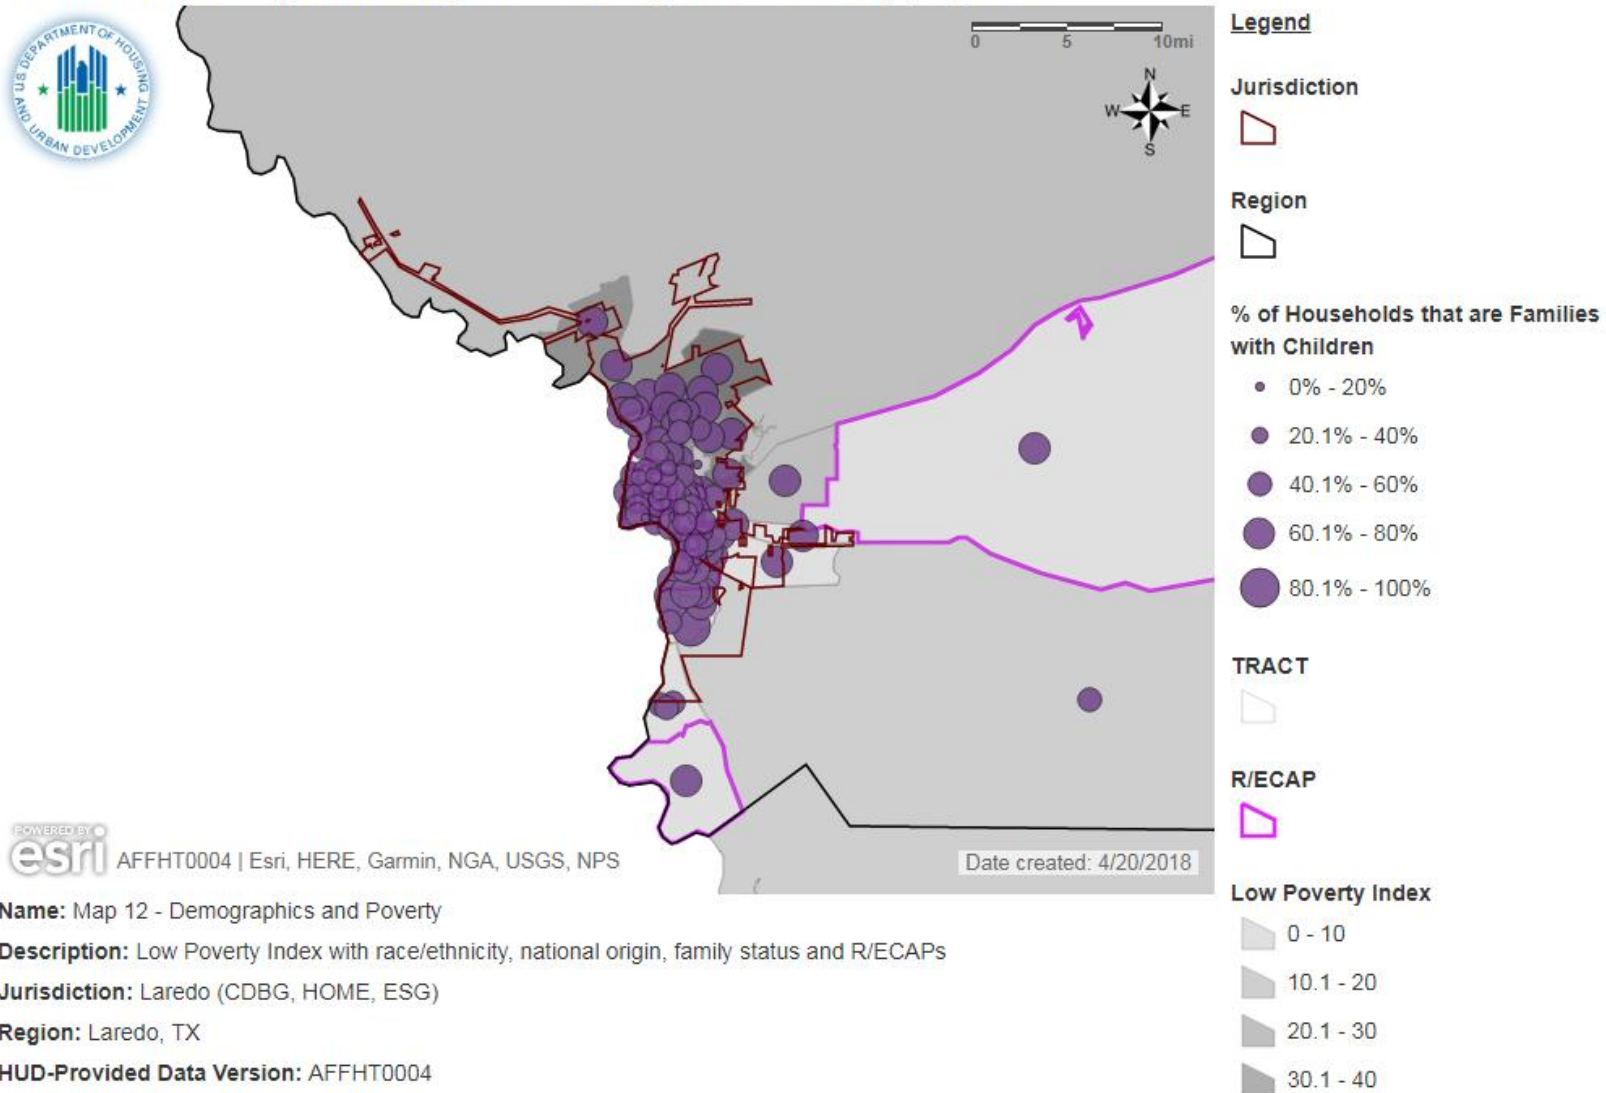 US DEPARTMENT OF HOUSING
AND URBAN DEVELOPMENT
0 5 10mi
N
W E
S
POWERED BY
esri
AFFHT0004 | Esri, HERE, Garmin, NGA, USGS, NPS
Date created: 4/20/2018
Name: Map 12 - Demographics and Poverty
Description: Low Poverty Index with race/ethnicity, national origin, family status and R/ECAPs
Jurisdiction: Laredo (CDBG, HOME, ESG)
Region: Laredo, TX
HUD-Provided Data Version: AFFHT0004
Legend
Jurisdiction
Region
% of Households that are Families
with Children
0% - 20%
20.1% - 40%
40.1% - 60%
60.1% - 80%
80.1% - 100%
TRACT
R/ECAP
Low Poverty Index
0 - 10
10.1 - 20
20.1 - 30
30.1 - 40